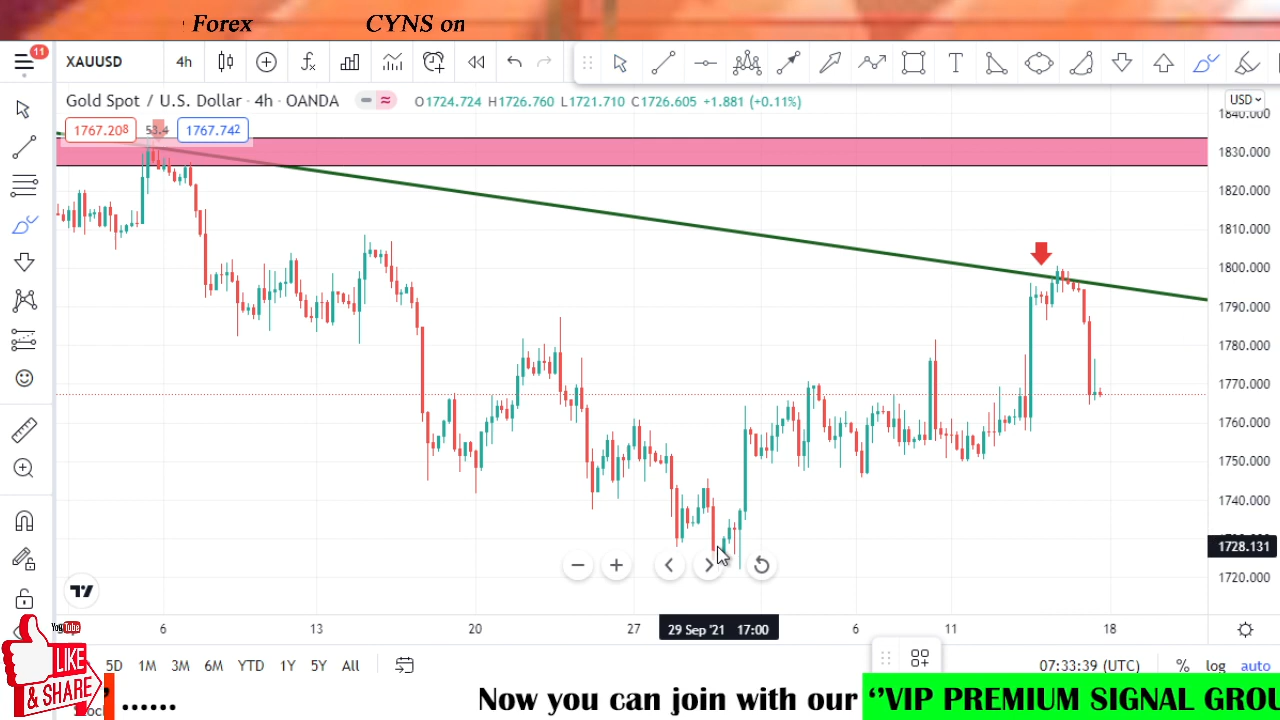 Forex CYNS on
11
XAUUSD 4h
Gold Spot / U.S. Dollar · 4h · OANDA O1724.724 H1726.760 L1721.710 C1726.605 +1.881 (+0.11%)
USD
1767.208 53.4 1767.742
1840.000
1830.000
1820.000
1810.000
1800.000
1790.000
1780.000
1770.000
1760.000
1750.000
1740.000
1728.131
1720.000
6 13 20 27 29 Sep '21 17:00 6 11 18
5D 1M 3M 6M YTD 1Y 5Y All 07:33:39 (UTC) % log auto
YouTube
LIKE
& SHARE
...... Now you can join with our ‘’VIP PREMIUM SIGNAL GROU